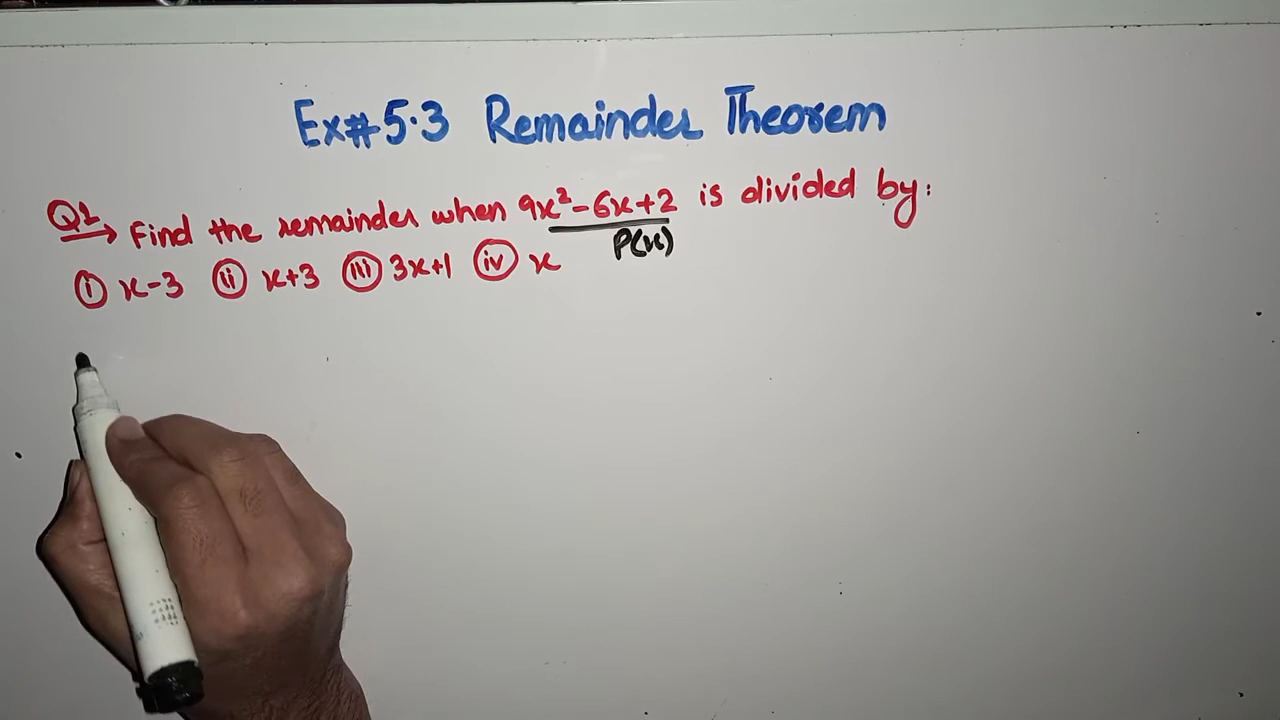 Ex#5.3 Remainder Theorem
Q1→ Find the remainder when 9x²-6x+2 is divided by:
P(x)
(i) x-3 (ii) x+3 (iii) 3x+1 (iv) x